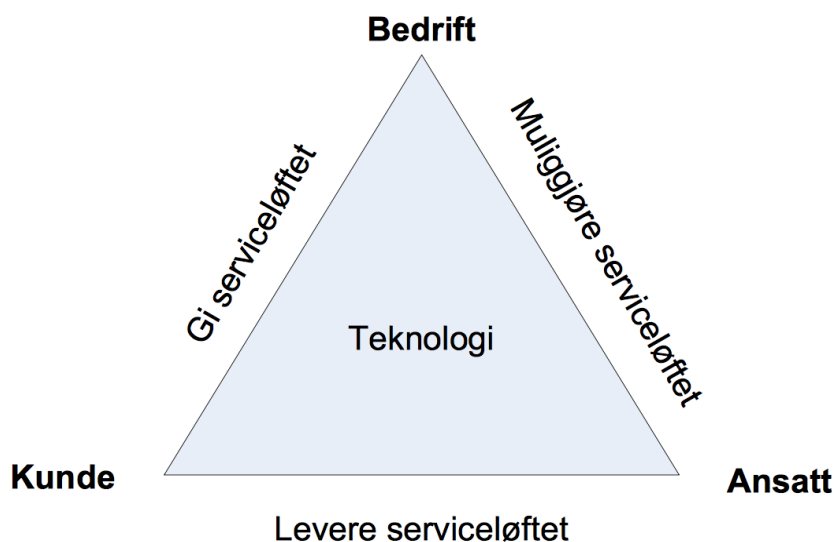 Bedrift
Gi serviceløftet
Muliggjøre serviceløftet
Teknologi
Kunde
Ansatt
Levere serviceløftet